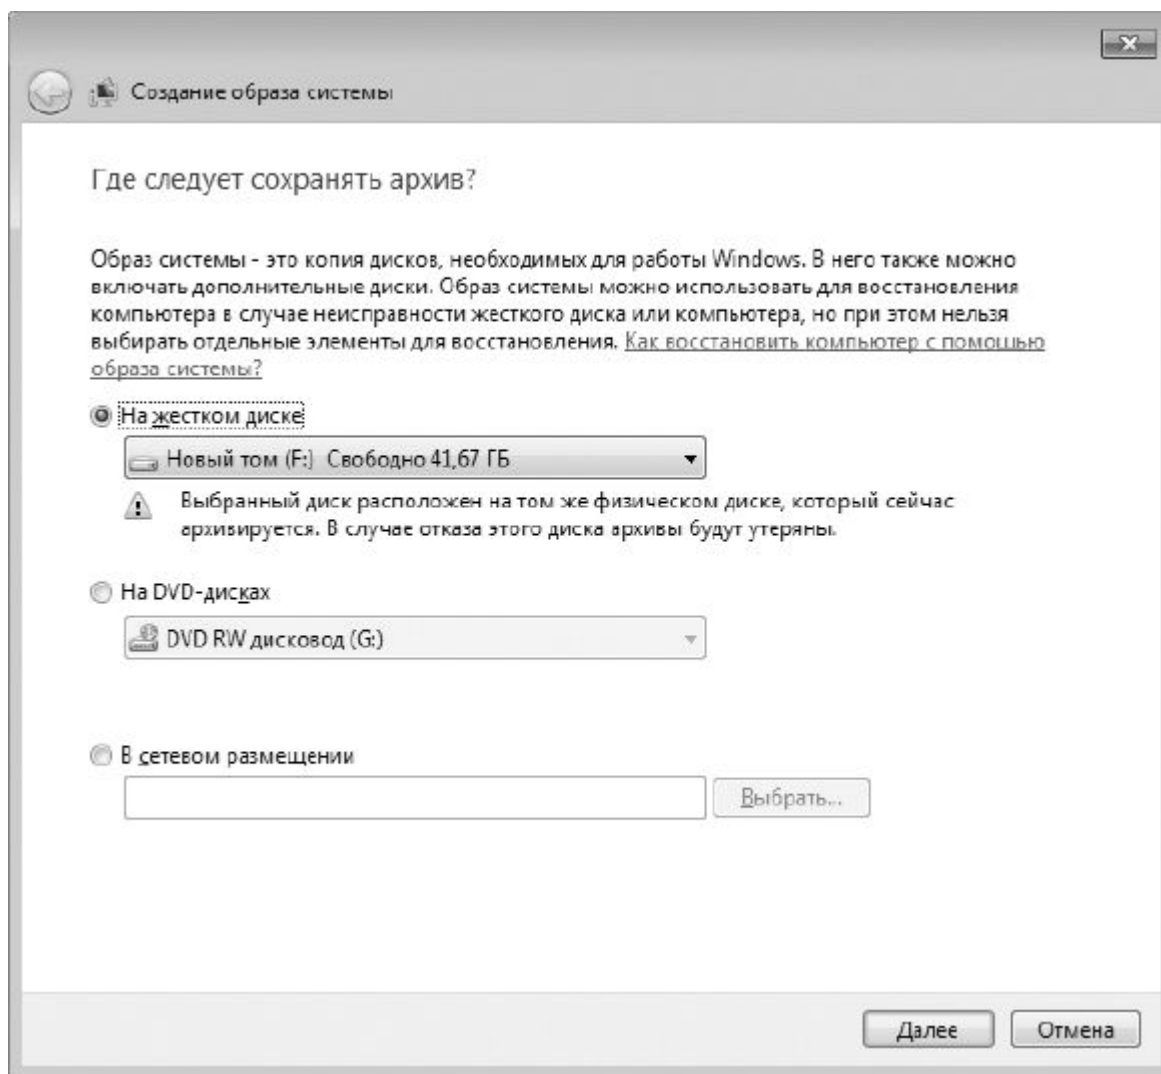 Создание образа системы
Где следует сохранять архив?
Образ системы - это копия дисков, необходимых для работы Windows. В него также можно
включать дополнительные диски. Образ системы можно использовать для восстановления
компьютера в случае неисправности жесткого диска или компьютера, но при этом нельзя
выбирать отдельные элементы для восстановления. Как восстановить компьютер с помощью
образа системы?
На жестком диске
Новый том (F:) Свободно 41,67 ГБ
Выбранный диск расположен на том же физическом диске, который сейчас
архивируется. В случае отказа этого диска архивы будут утеряны.
На DVD-дисках
DVD RW дисковод (G:)
В сетевом размещении
Выбрать...
Далее Отмена